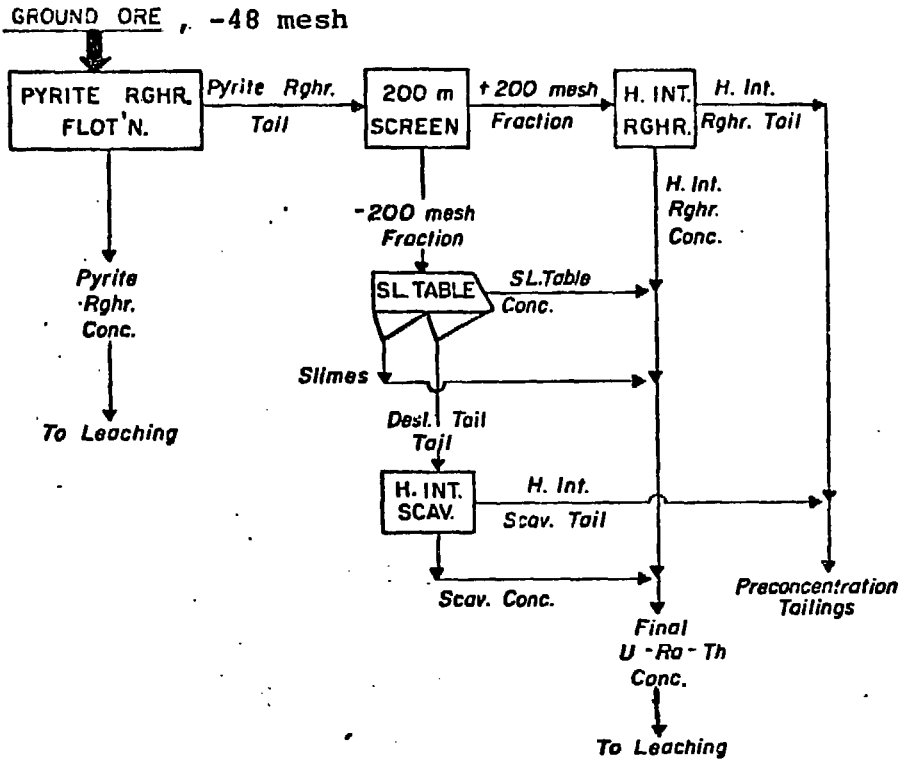 GROUND ORE , -48 mesh
PYRITE RGHR.
FLOT'N.
Pyrite Rghr.
Tail
200 m
SCREEN
+200 mesh
Fraction
H. INT.
RGHR.
H. Int.
Rghr. Tail
H. Int.
Rghr.
Conc.
-200 mesh
Fraction
Pyrite
Rghr.
Conc.
To Leaching
SL. TABLE
SL. Table
Conc.
Slimes
Desl. Tail
Tail
H. INT.
SCAV.
H. Int.
Scav. Tail
Scav. Conc.
Preconcentration
Tailings
Final
U - Ra - Th
Conc.
To Leaching